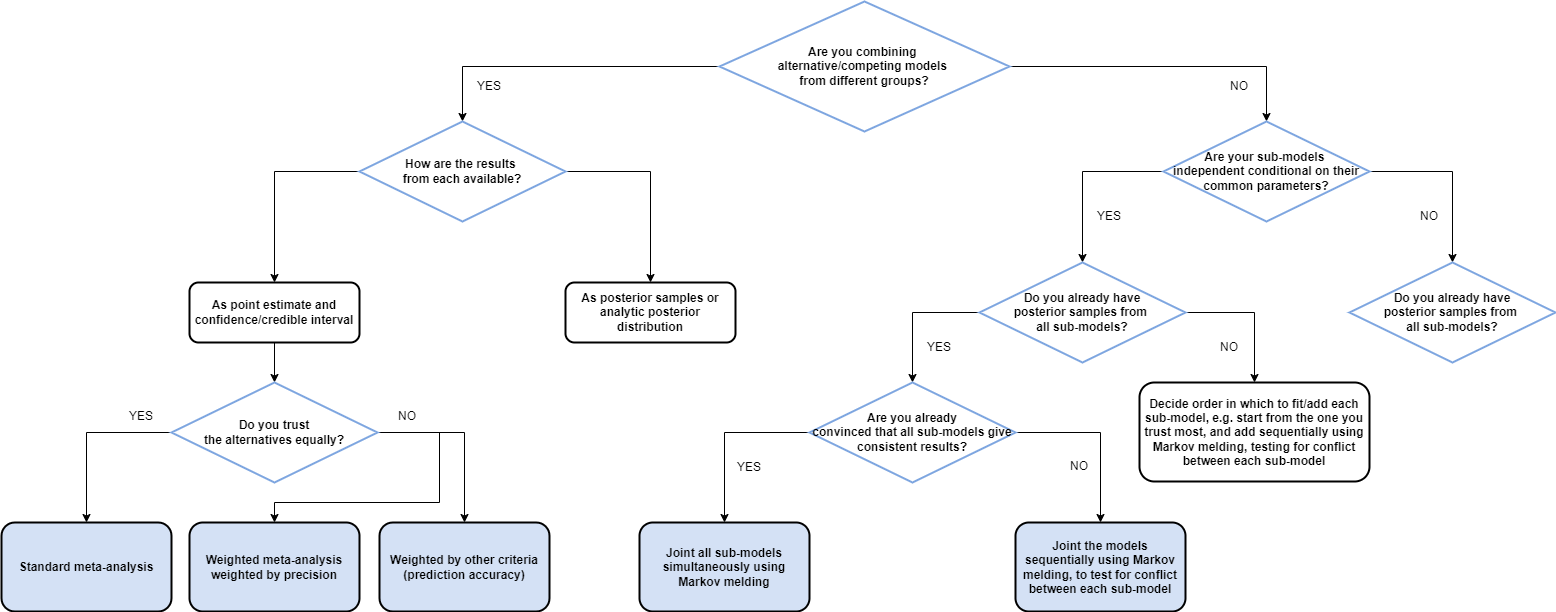 Are you combining
alternative/competing models
from different groups?
YES
NO
How are the results
from each available?
Are your sub-models
independent conditional on their
common parameters?
YES
NO
As point estimate and
confidence/credible interval
As posterior samples or
analytic posterior
distribution
Do you already have
posterior samples from
all sub-models?
Do you already have
posterior samples from
all sub-models?
YES
NO
Do you trust
the alternatives equally?
YES
NO
Are you already
convinced that all sub-models give
consistent results?
Decide order in which to fit/add each
sub-model, e.g. start from the one you
trust most, and add sequentially using
Markov melding, testing for conflict
between each sub-model
YES
NO
Standard meta-analysis
Weighted meta-analysis
weighted by precision
Weighted by other criteria
(prediction accuracy)
Joint all sub-models
simultaneously using
Markov melding
Joint the models
sequentially using Markov
melding, to test for conflict
between each sub-model